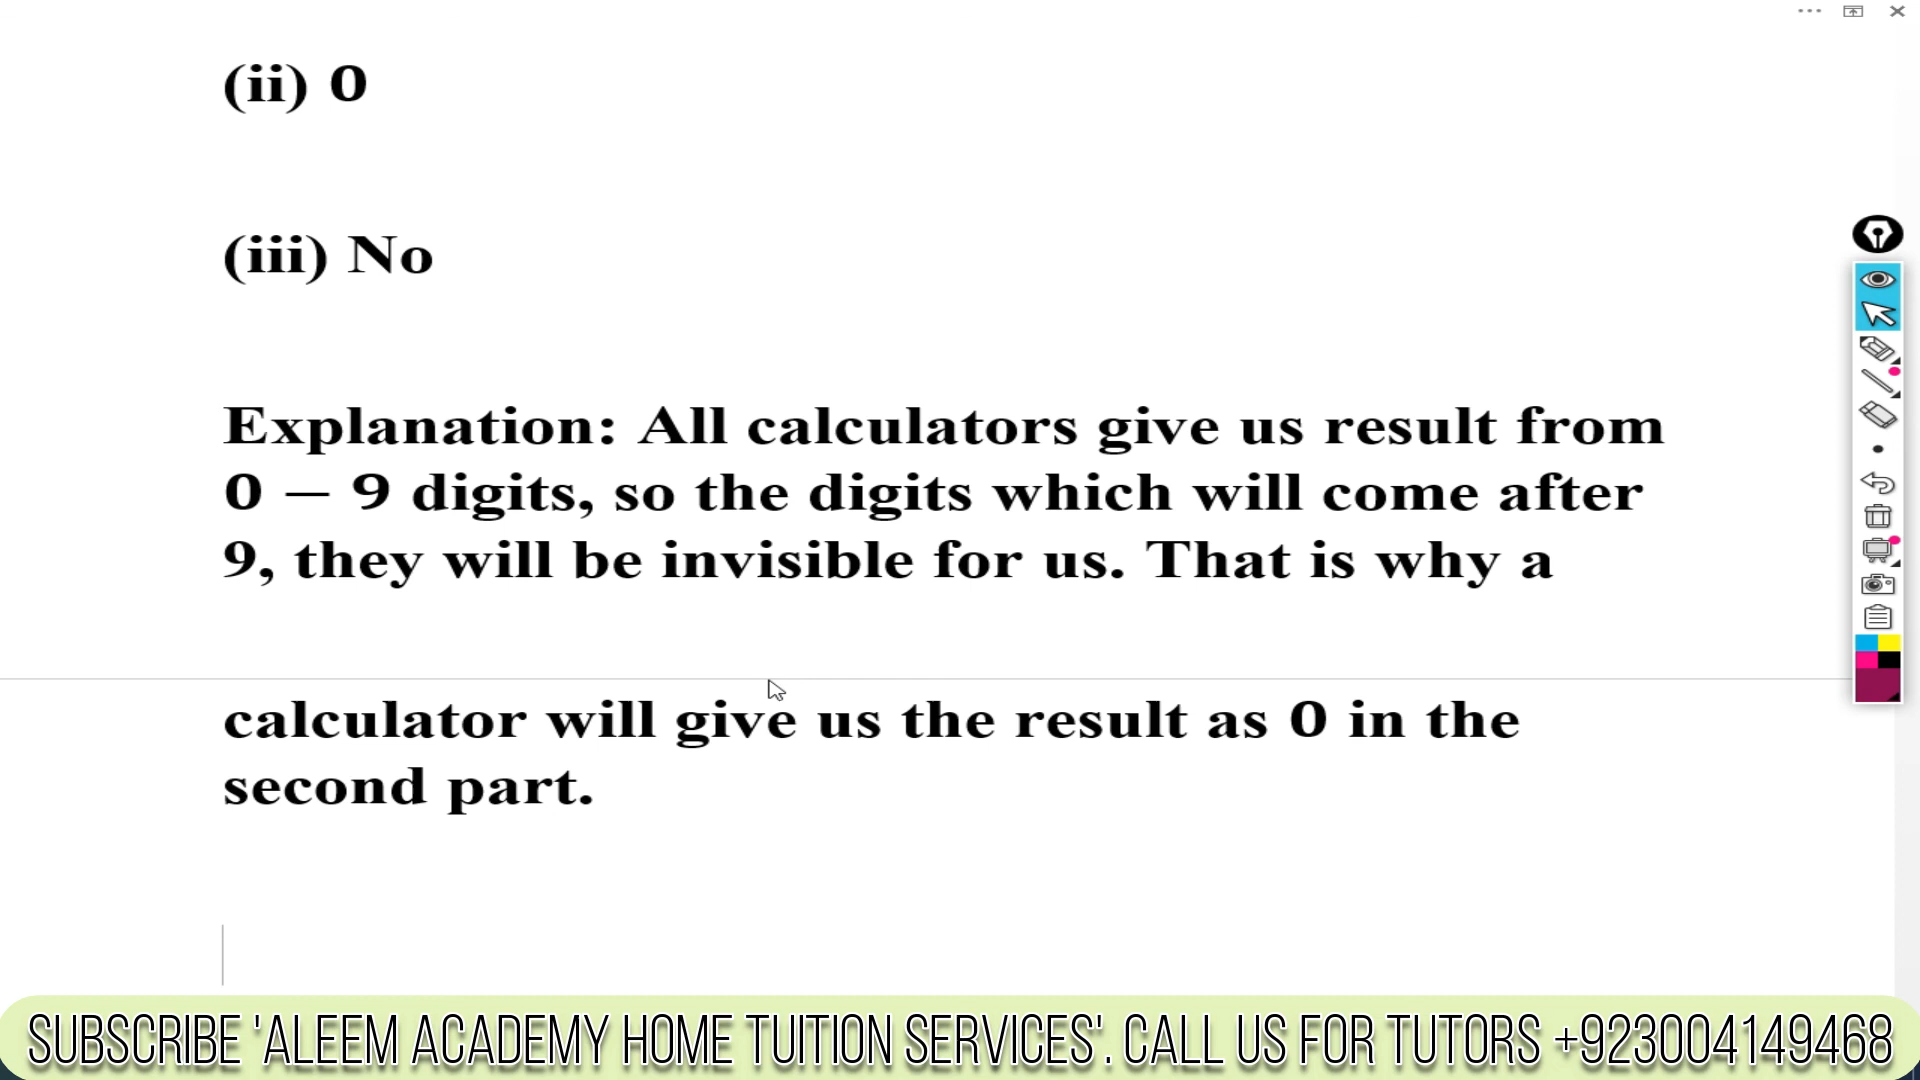 (ii) 0
(iii) No
Explanation: All calculators give us result from
0 – 9 digits, so the digits which will come after
9, they will be invisible for us. That is why a
calculator will give us the result as 0 in the
second part.
SUBSCRIBE 'ALEEM ACADEMY HOME TUITION SERVICES'. CALL US FOR TUTORS +923004149468